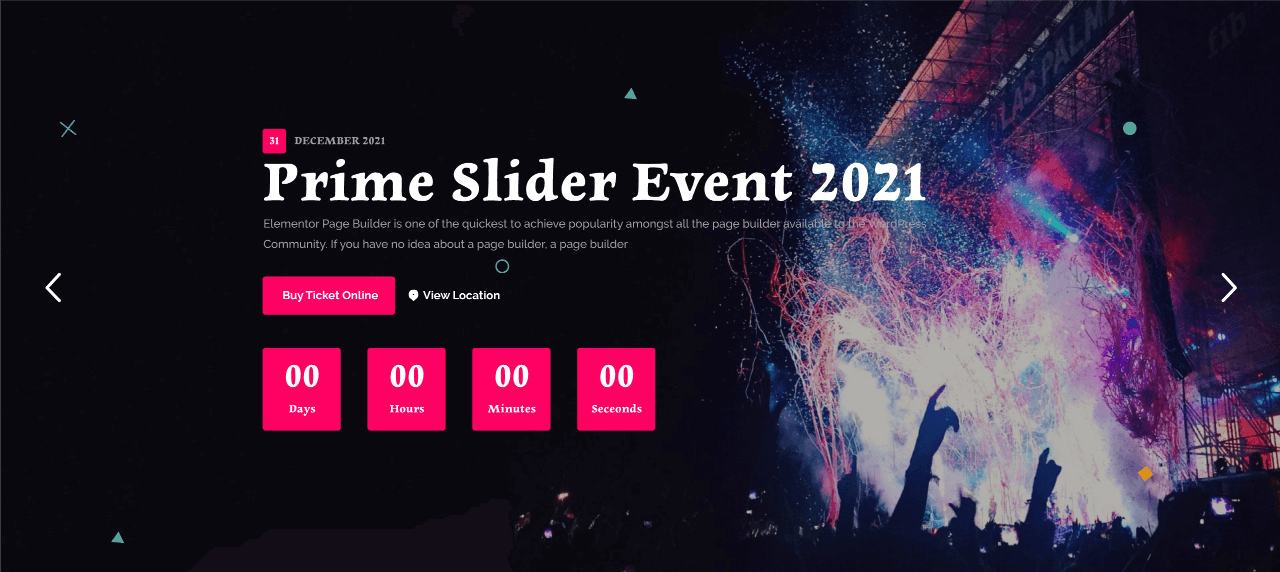 LAS PALMA
fib
31 DECEMBER 2021
Prime Slider Event 2021
Elementor Page Builder is one of the quickest to achieve popularity amongst all the page builder available to the WordPress
Community. If you have no idea about a page builder, a page builder
Buy Ticket Online View Location
00 00 00 00
Days Hours Minutes Seceonds